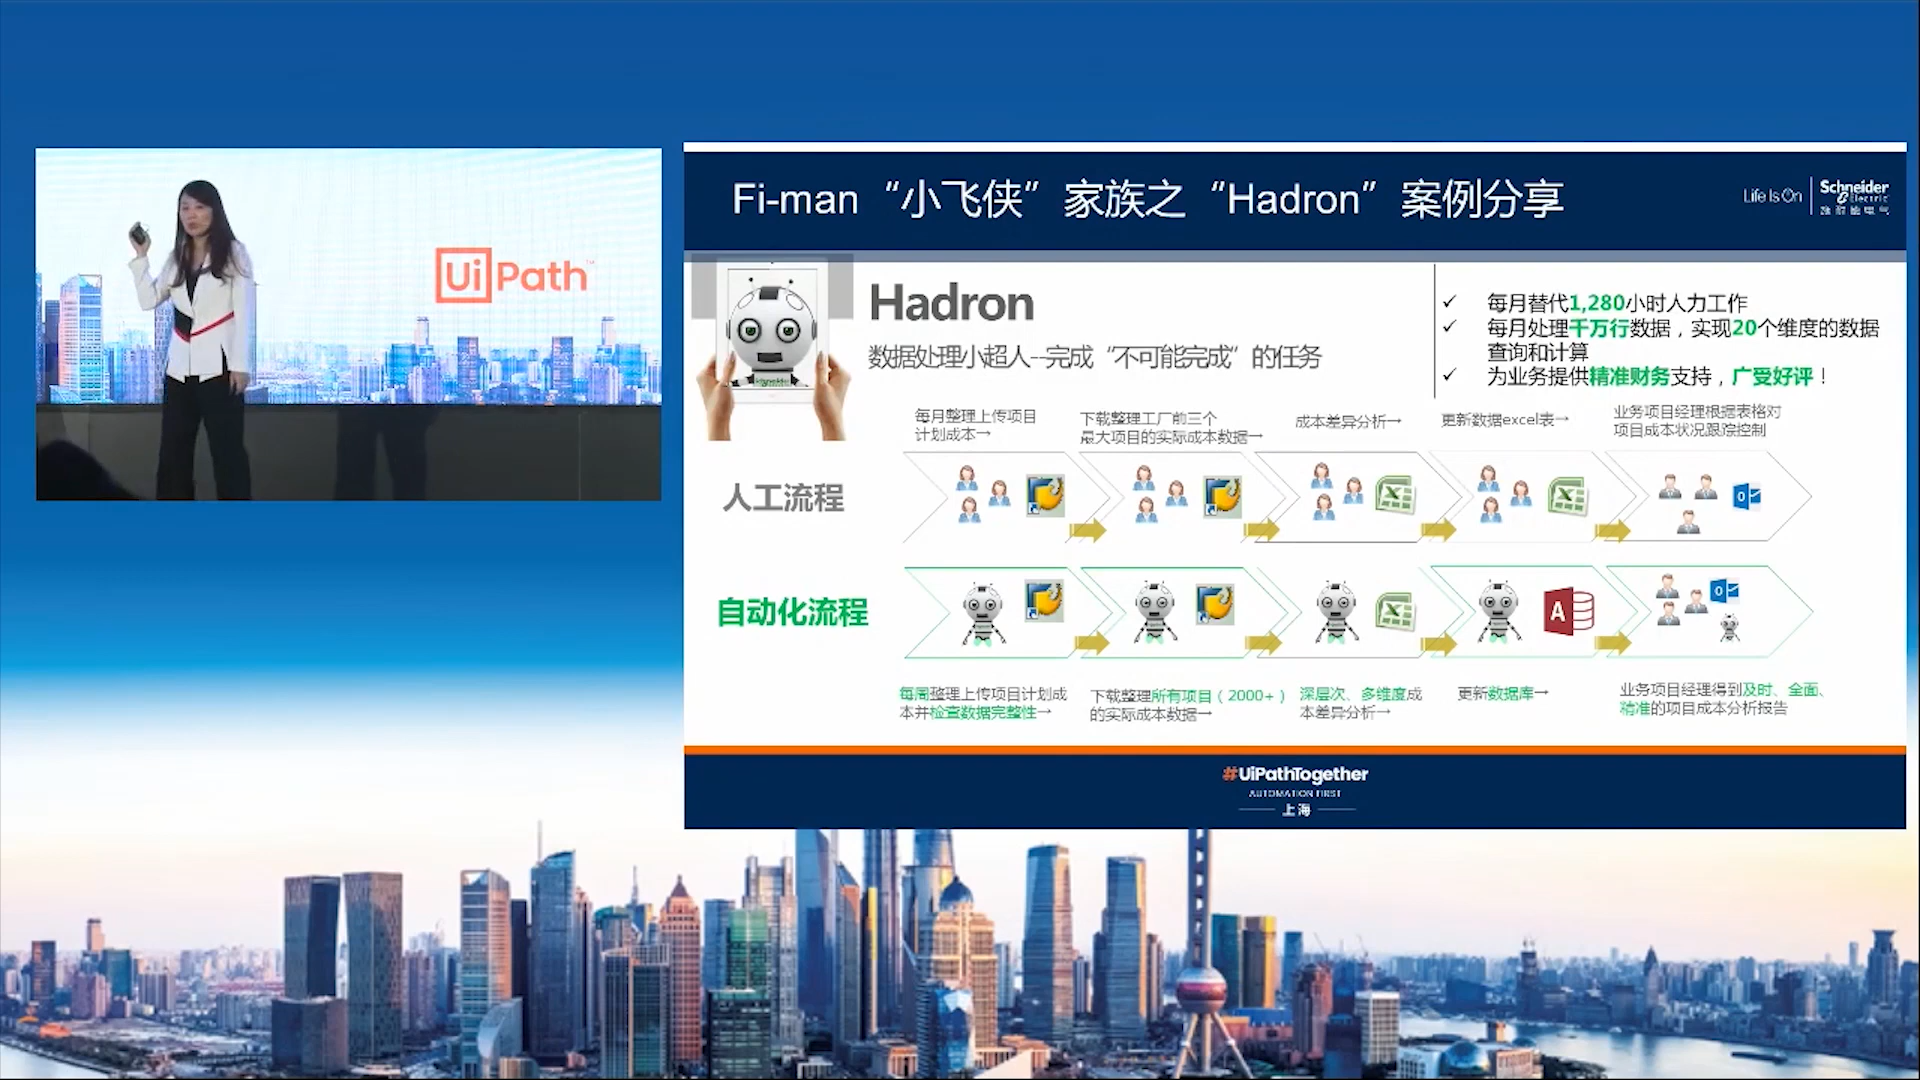 UiPath
Fi-man“小飞侠”家族之“Hadron”案例分享
Life Is On
Schneider
Electric
施耐德电气
Hadron
数据处理小超人--完成“不可能完成”的任务
✓ 每月替代1,280小时人力工作
✓ 每月处理千万行数据，实现20个维度的数据
查询和计算
✓ 为业务提供精准财务支持，广受好评！
每月整理上传项目
计划成本→
下载整理工厂前三个
最大项目的实际成本数据→
成本差异分析→
更新数据excel表→
业务项目经理根据表格对
项目成本状况跟踪控制
人工流程
自动化流程
每周整理上传项目计划成
本并检查数据完整性→
下载整理所有项目（2000+）
的实际成本数据→
深层次、多维度成
本差异分析→
更新数据库→
业务项目经理得到及时、全面、
精准的项目成本分析报告
#UiPathTogether
AUTOMATION FIRST
上海